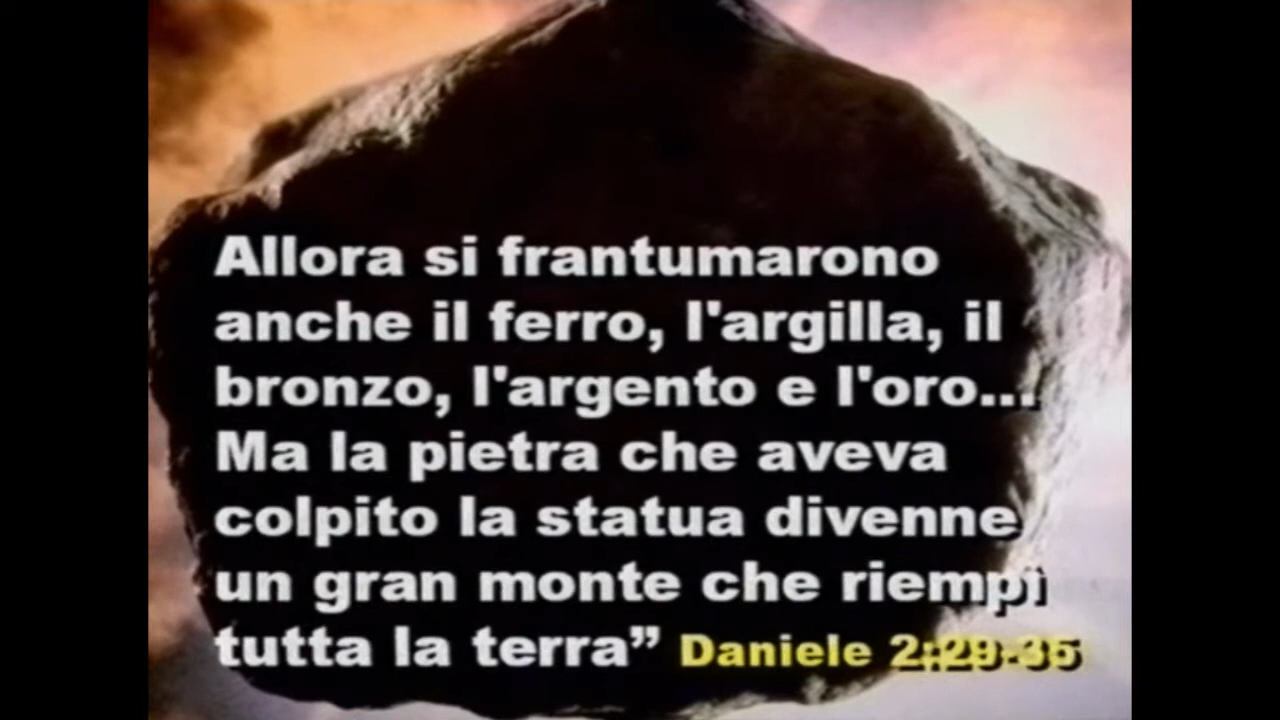 Allora si frantumarono
anche il ferro, l'argilla, il
bronzo, l'argento e l'oro...
Ma la pietra che aveva
colpito la statua divenne
un gran monte che riempì
tutta la terra” Daniele 2:29-35